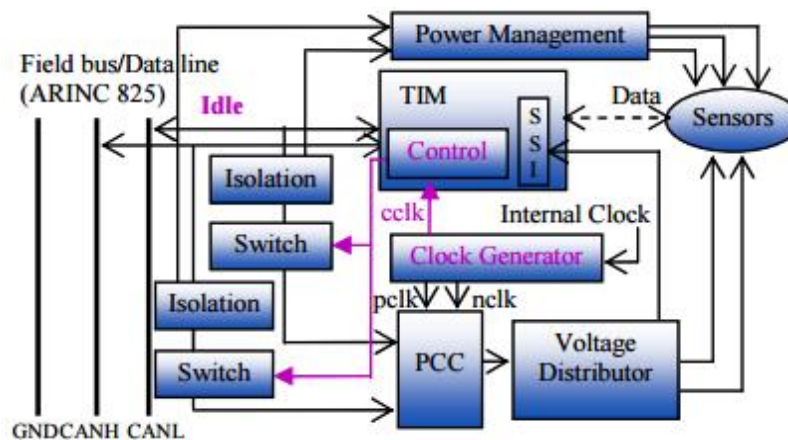 Power Management
Field bus/Data line
(ARINC 825)
Idle
TIM
S
S
I
Data
Sensors
Control
Isolation
cclk
Internal Clock
Switch
Clock Generator
Isolation
pclk
nclk
Switch
PCC
Voltage
Distributor
GNDCANH CANL